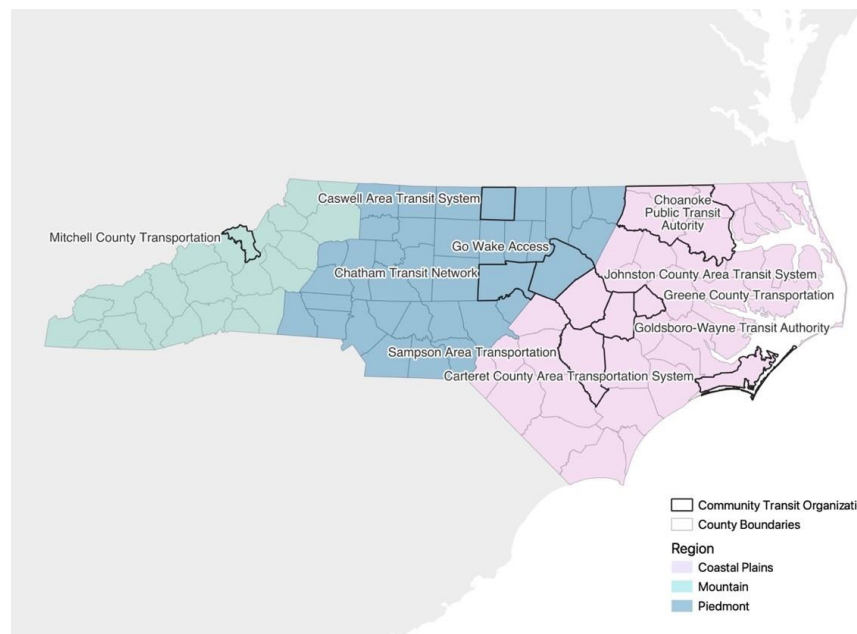 Caswell Area Transit System
Choanoke
Public Transit
Autority
Mitchell County Transportation
Go Wake Access
Chatham Transit Network
Johnston County Area Transit System
Greene County Transportation
Goldsboro-Wayne Transit Authority
Sampson Area Transportation
Carteret County Area Transportation System
Community Transit Organizati
County Boundaries
Region
Coastal Plains
Mountain
Piedmont